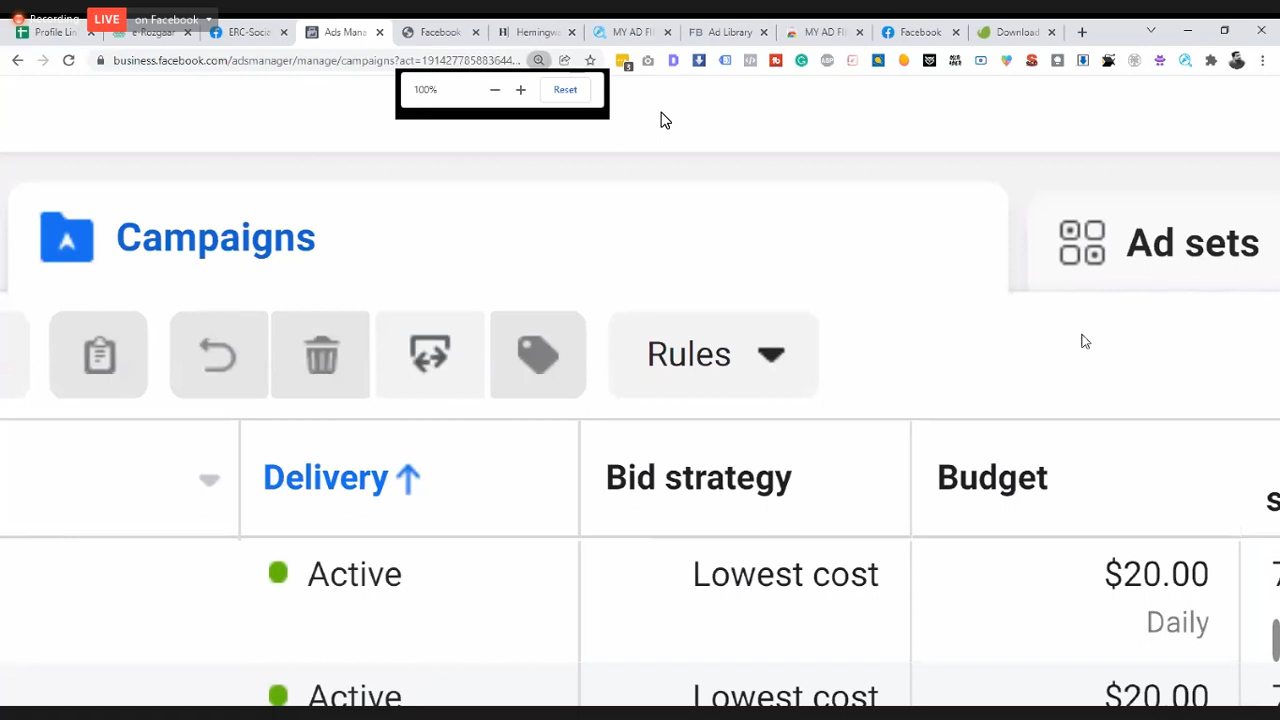 Recording LIVE on Facebook
Profile Lin e-Rozgaar ERC-Socia Ads Mana Facebook Hemingw MY AD FI Ad Library MY AD FI Facebook Download
business.facebook.com/adsmanager/manage/campaigns?act=191427785883644...
100% Reset
Campaigns Ad sets
Rules
Delivery Bid strategy Budget
Active Lowest cost $20.00
Daily
Active Lowest cost $20.00